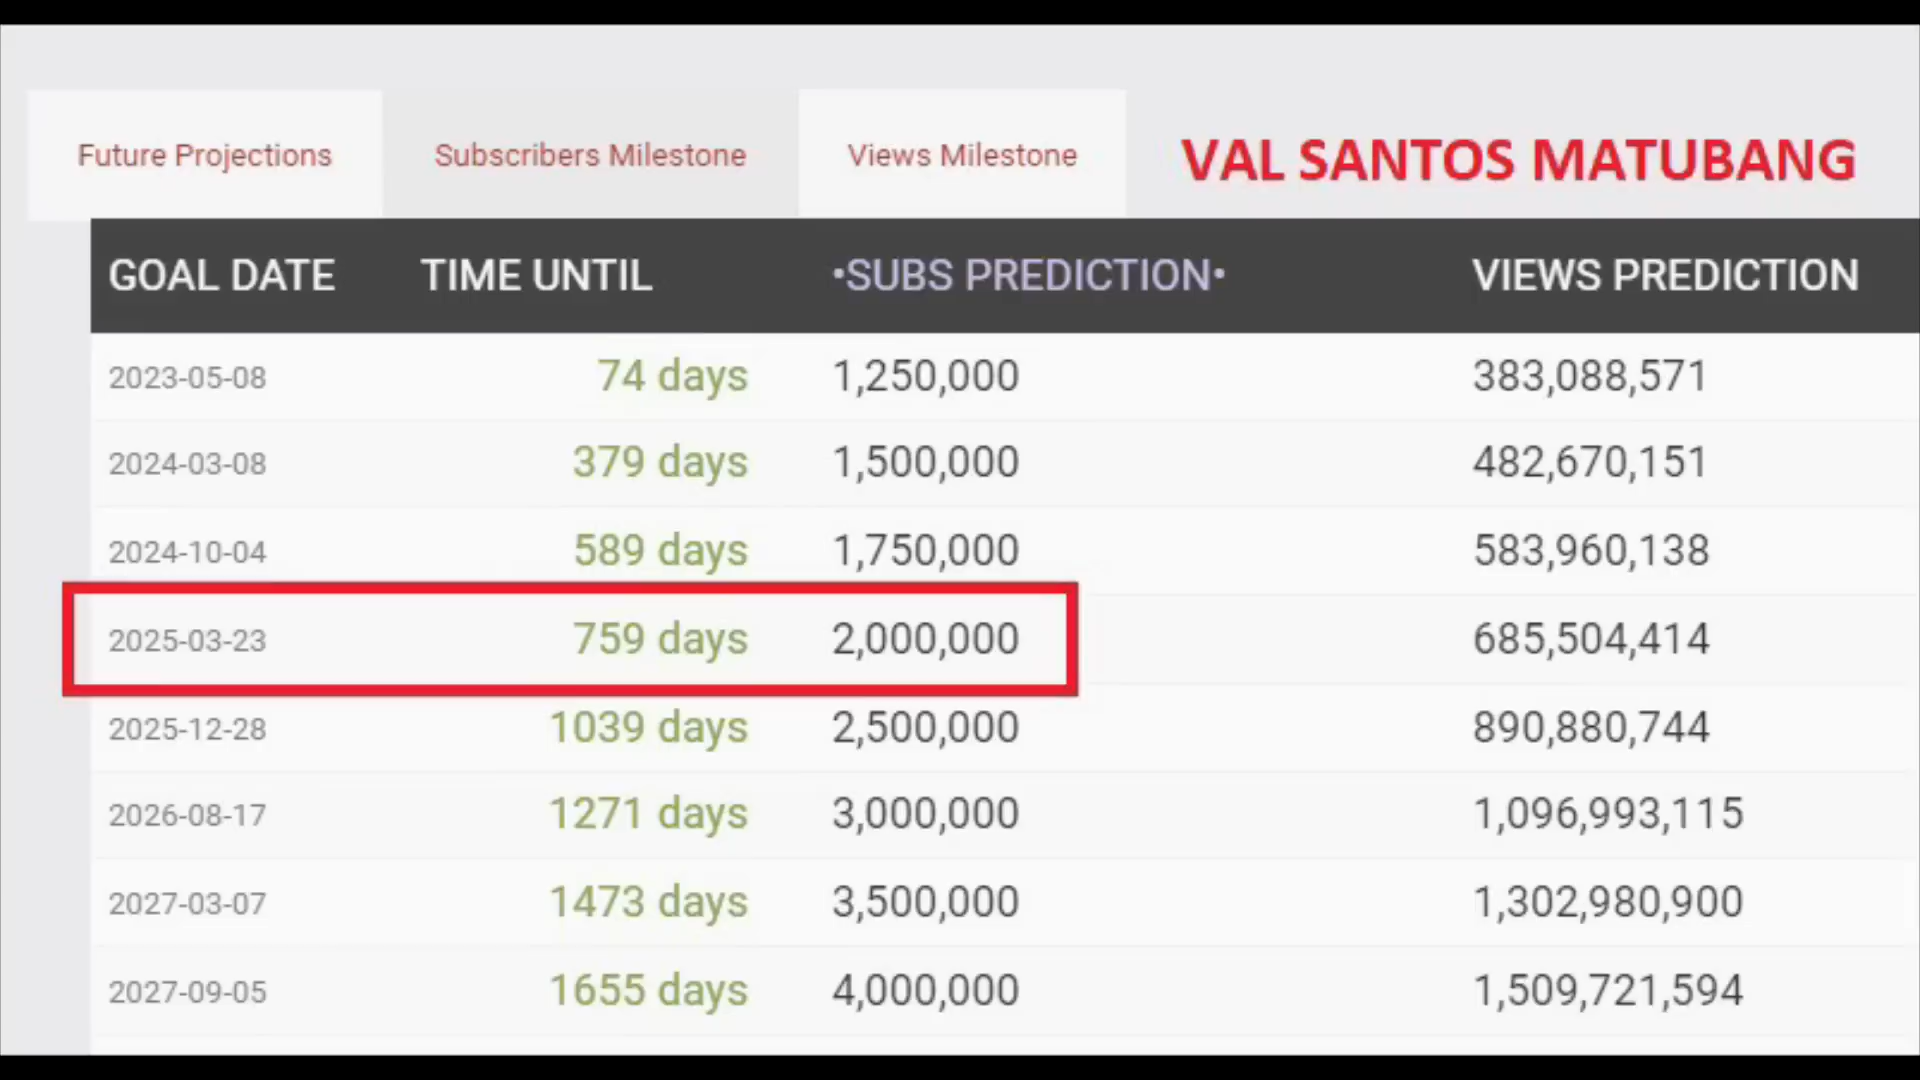 Future Projections Subscribers Milestone Views Milestone VAL SANTOS MATUBANG
GOAL DATE TIME UNTIL •SUBS PREDICTION• VIEWS PREDICTION
2023-05-08 74 days 1,250,000 383,088,571
2024-03-08 379 days 1,500,000 482,670,151
2024-10-04 589 days 1,750,000 583,960,138
2025-03-23 759 days 2,000,000 685,504,414
2025-12-28 1039 days 2,500,000 890,880,744
2026-08-17 1271 days 3,000,000 1,096,993,115
2027-03-07 1473 days 3,500,000 1,302,980,900
2027-09-05 1655 days 4,000,000 1,509,721,594